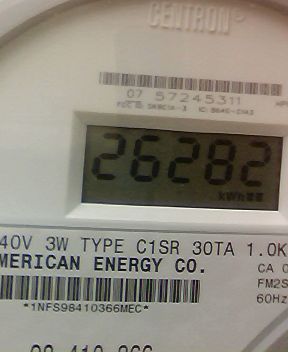 CENTRON
07 57245311
26282
kWh
40V 3W TYPE C1SR 30TA 1.0K
MERICAN ENERGY CO.
CA 0
FM2S
60Hz
*1NFS98410366MEC*